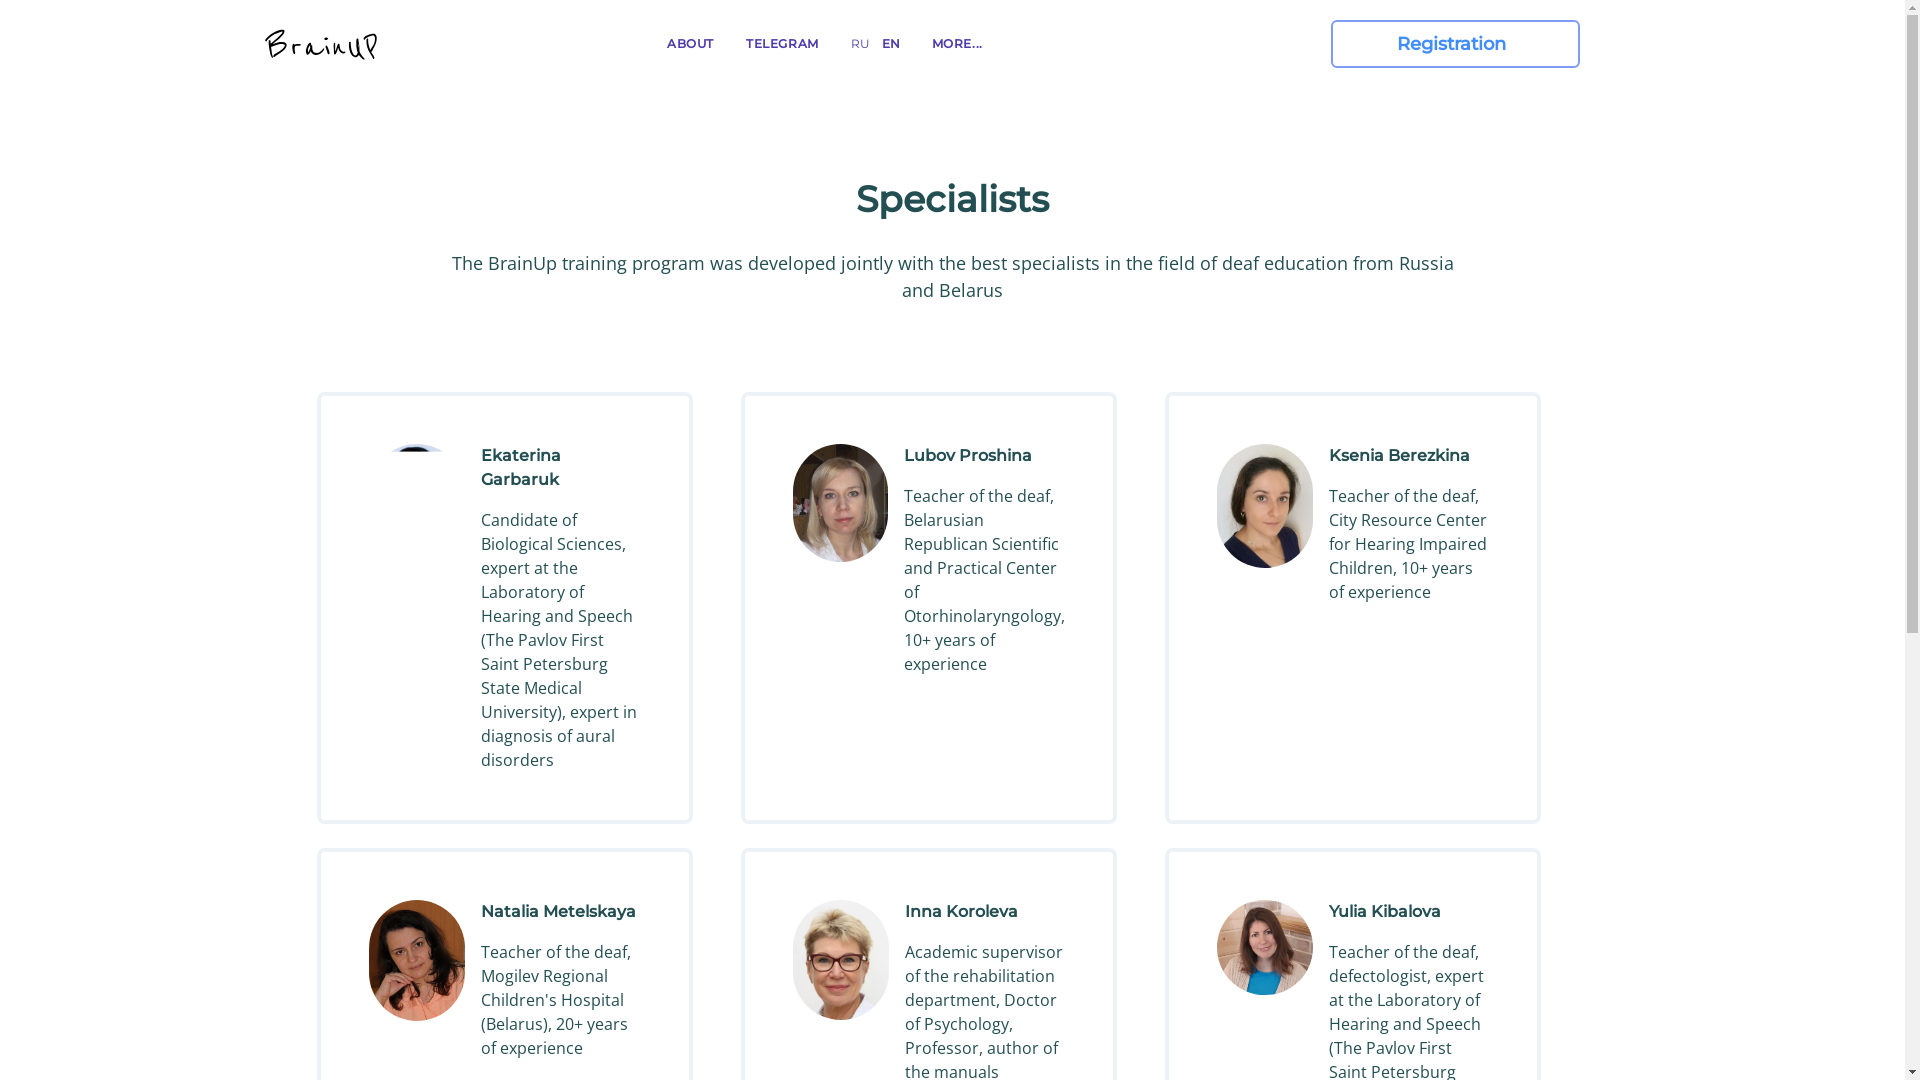 BrainUP
ABOUT
TELEGRAM
RU
EN
MORE...
Registration
Specialists
The BrainUp training program was developed jointly with the best specialists in the field of deaf education from Russia
and Belarus
Ekaterina
Garbaruk
Candidate of
Biological Sciences,
expert at the
Laboratory of
Hearing and Speech
(The Pavlov First
Saint Petersburg
State Medical
University), expert in
diagnosis of aural
disorders
Lubov Proshina
Teacher of the deaf,
Belarusian
Republican Scientific
and Practical Center
of
Otorhinolaryngology,
10+ years of
experience
Ksenia Berezkina
Teacher of the deaf,
City Resource Center
for Hearing Impaired
Children, 10+ years
of experience
Natalia Metelskaya
Teacher of the deaf,
Mogilev Regional
Children's Hospital
(Belarus), 20+ years
of experience
Inna Koroleva
Academic supervisor
of the rehabilitation
department, Doctor
of Psychology,
Professor, author of
the manuals
Yulia Kibalova
Teacher of the deaf,
defectologist, expert
at the Laboratory of
Hearing and Speech
(The Pavlov First
Saint Petersburg